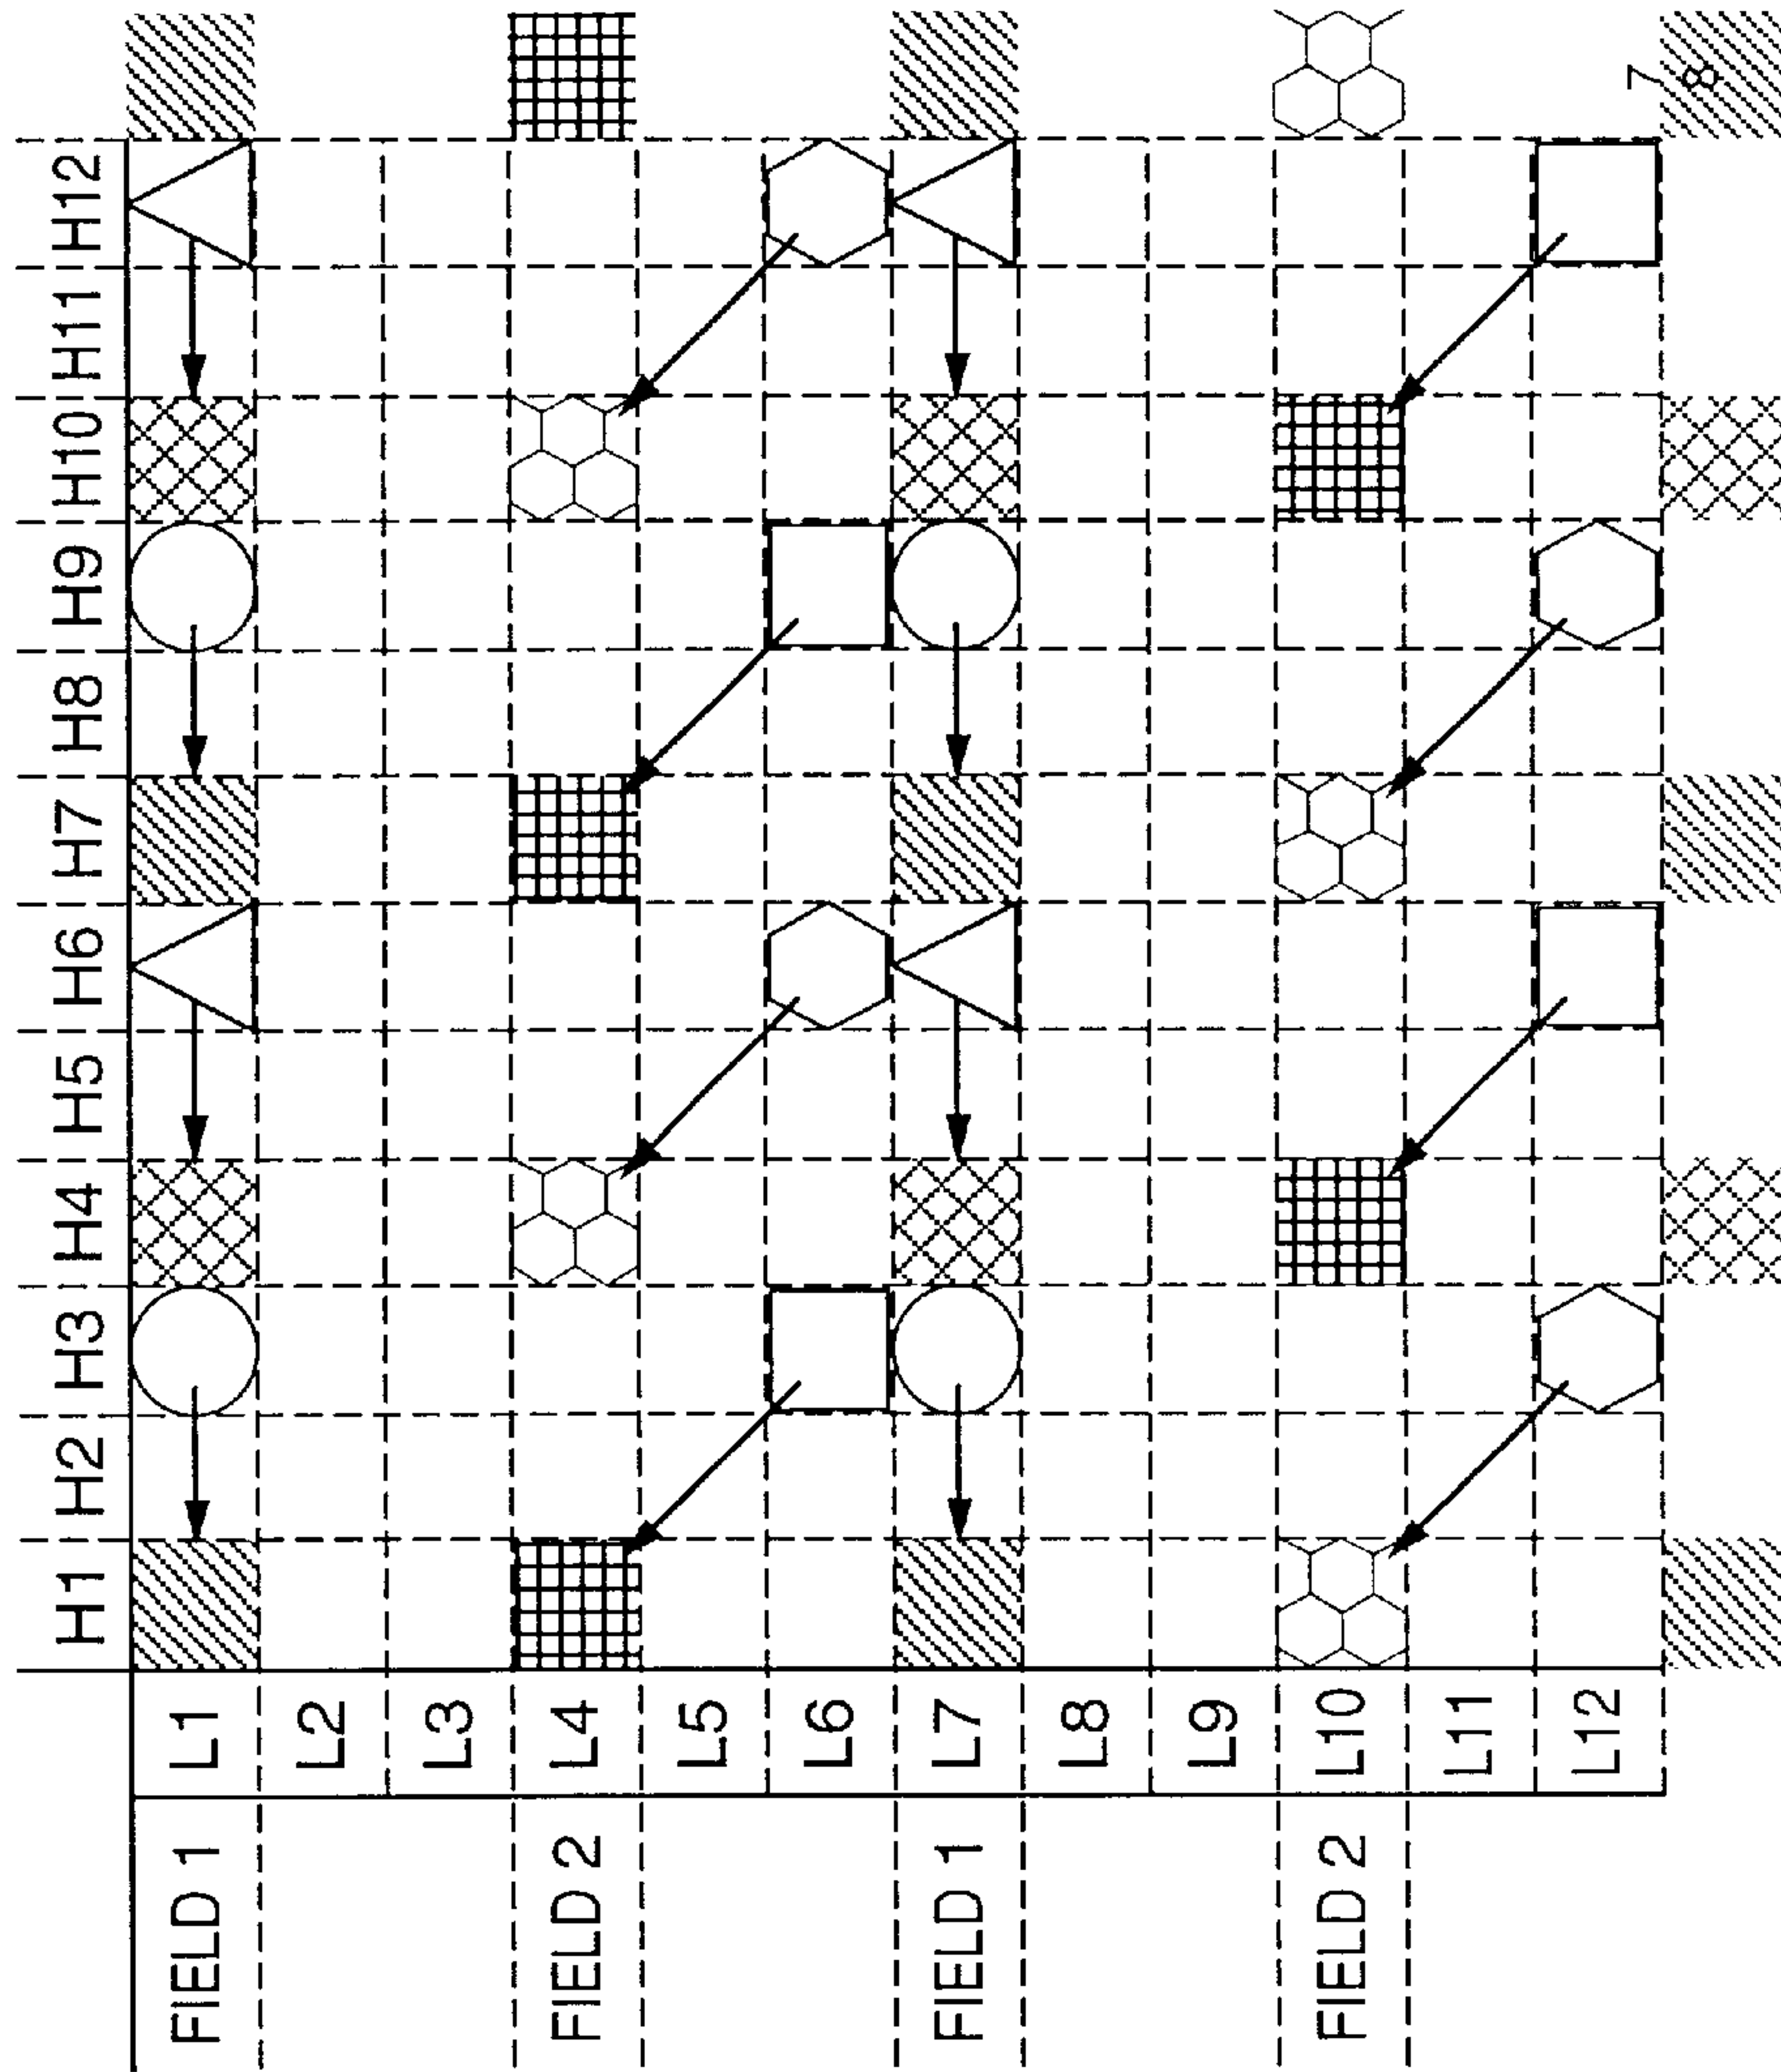 H1 H2 H3 H4 H5 H6 H7 H8 H9 H10 H11 H12
FIELD 1 L1
L2
L3
FIELD 2 L4
L5
L6
FIELD 1 L7
L8
L9
FIELD 2 L10
L11
L12 7
8